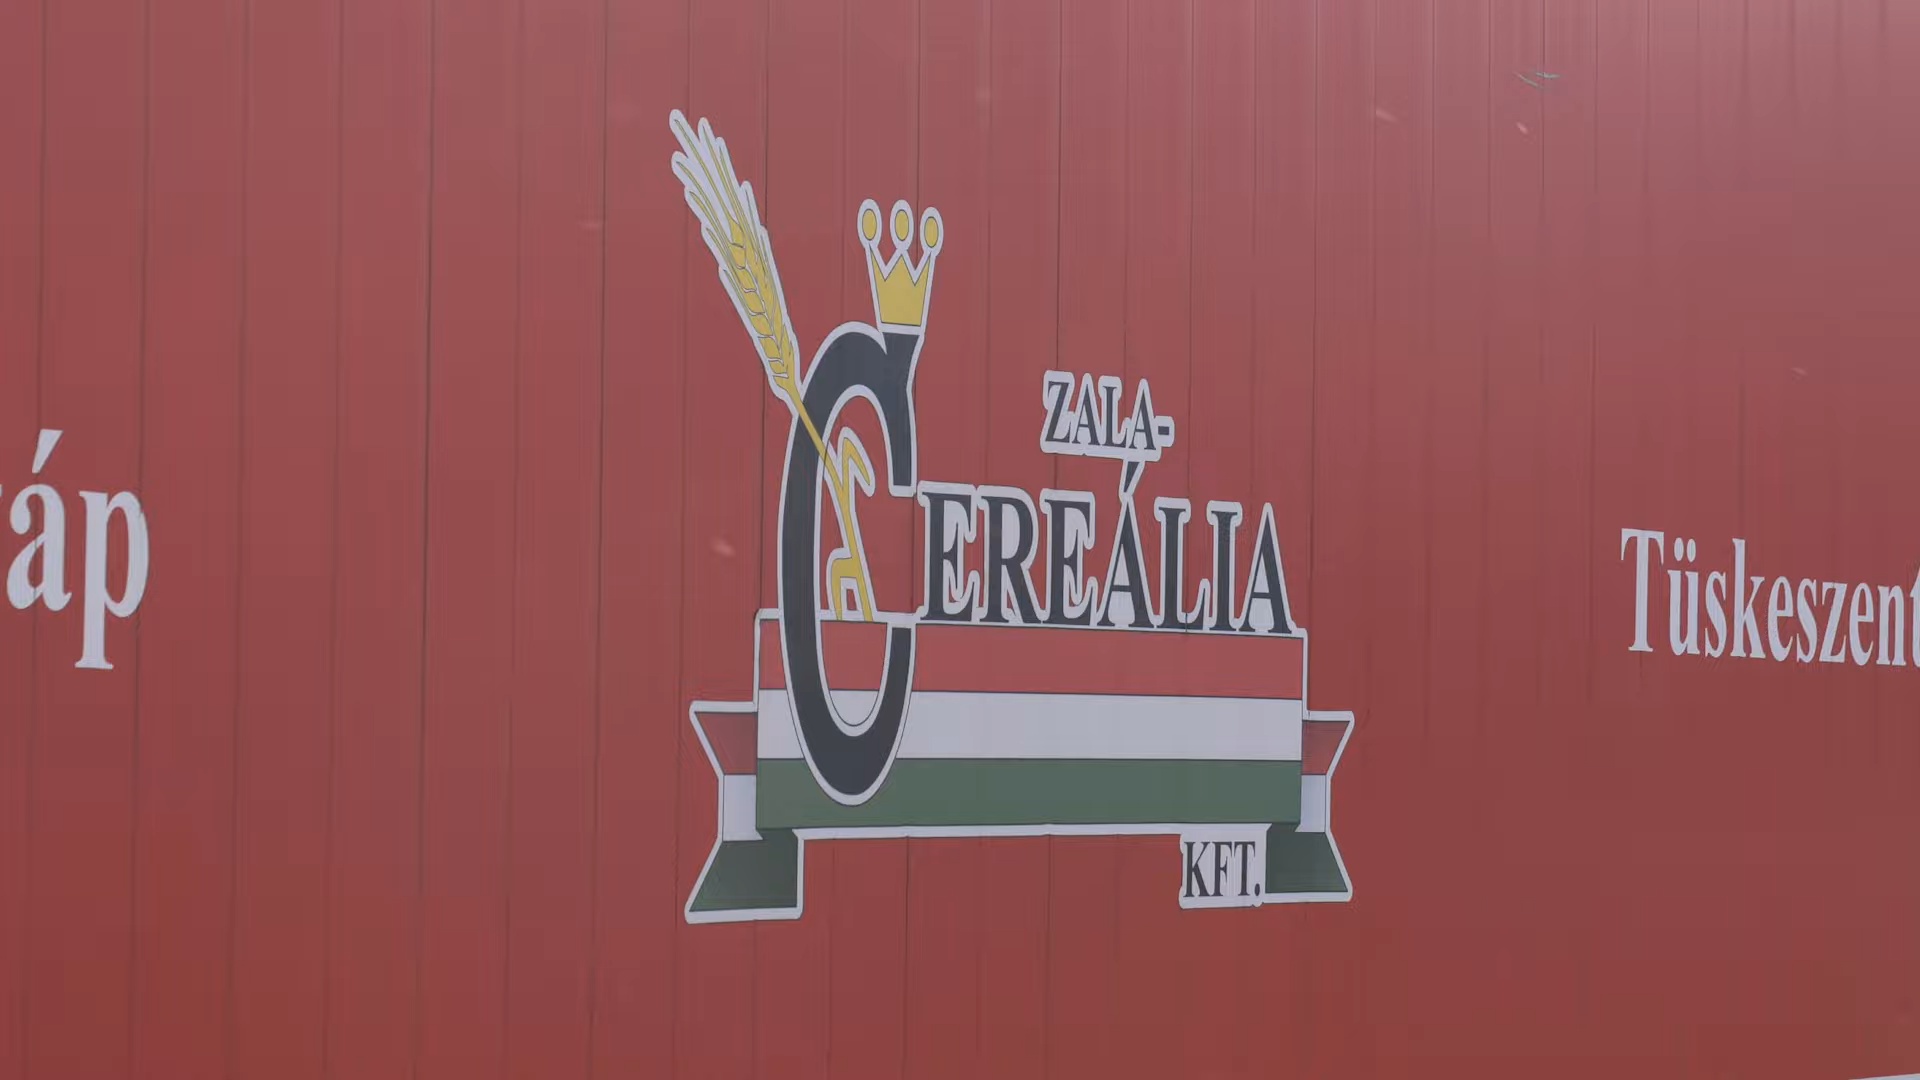 áp
ZALA-
CEREÁLIA
KFT.
Tüskeszent